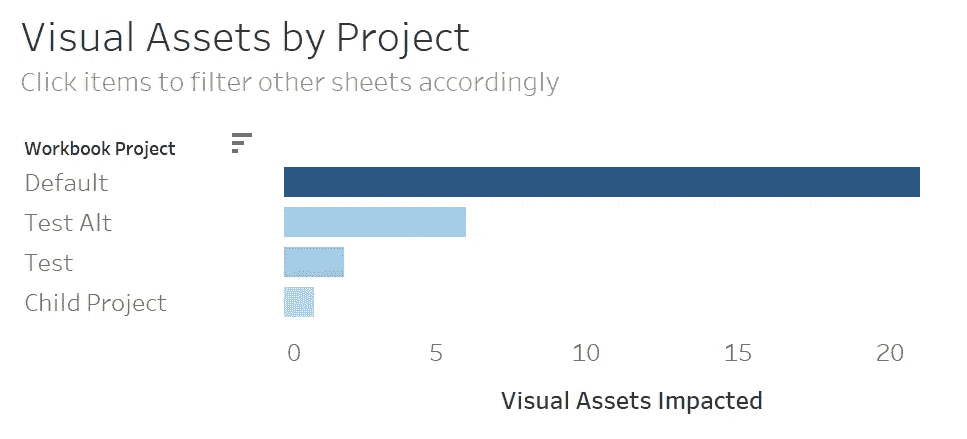 Visual Assets by Project
Click items to filter other sheets accordingly
Workbook Project
Default
Test Alt
Test
Child Project
0 5 10 15 20
Visual Assets Impacted